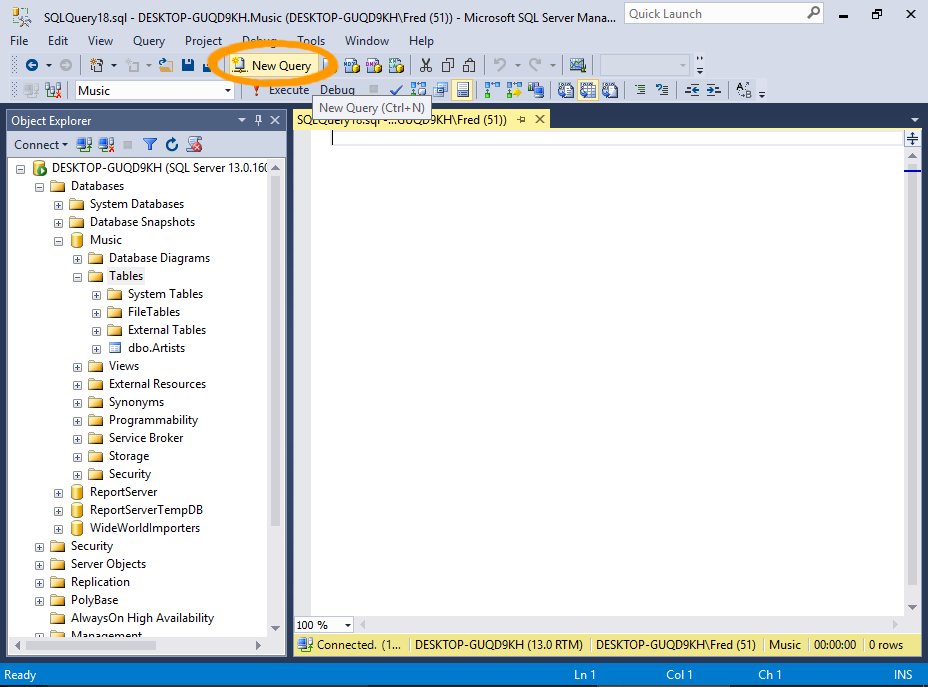 SQLQuery18.sql - DESKTOP-GUQD9KH.Music (DESKTOP-GUQD9KH\Fred (51)) - Microsoft SQL Server Mana...
Quick Launch
File Edit View Query Project Debug Tools Window Help
New Query
Music
Execute Debug
New Query (Ctrl+N)
Object Explorer
SQLQuery18.sql -...GUQD9KH\Fred (51))
Connect
DESKTOP-GUQD9KH (SQL Server 13.0.160
Databases
System Databases
Database Snapshots
Music
Database Diagrams
Tables
System Tables
FileTables
External Tables
dbo.Artists
Views
External Resources
Synonyms
Programmability
Service Broker
Storage
Security
ReportServer
ReportServerTempDB
WideWorldImporters
Security
Server Objects
Replication
PolyBase
AlwaysOn High Availability
Management
100 %
Connected. (1... DESKTOP-GUQD9KH (13.0 RTM) DESKTOP-GUQD9KH\Fred (51) Music 00:00:00 0 rows
Ready Ln 1 Col 1 Ch 1 INS